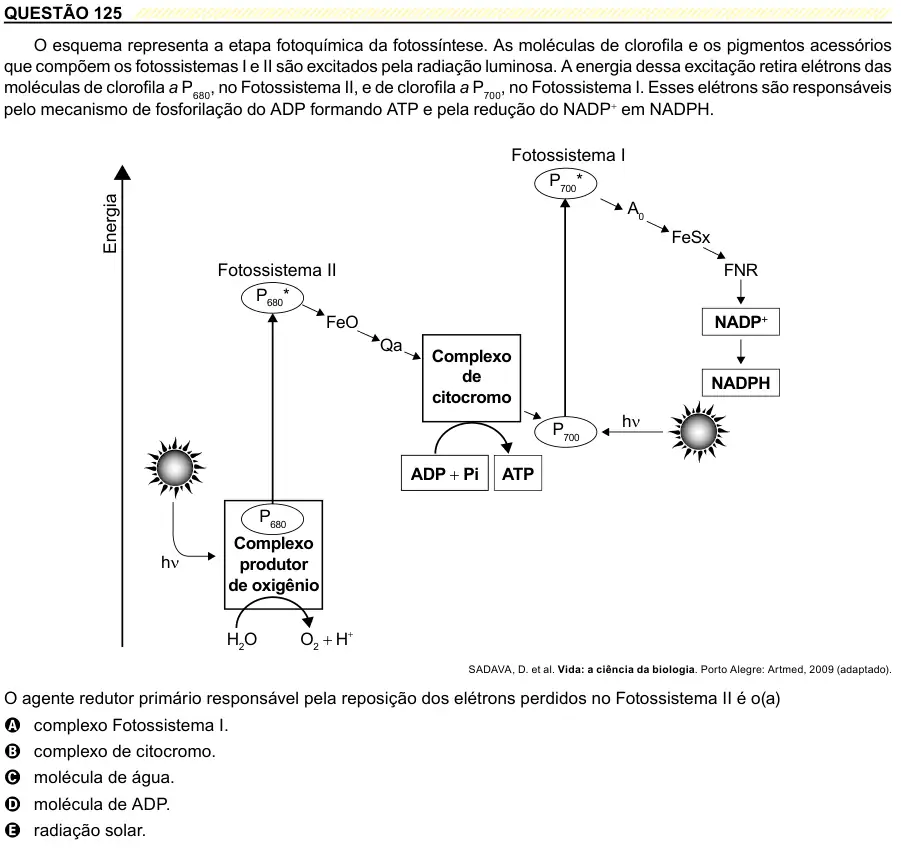 QUESTÃO 125
O esquema representa a etapa fotoquímica da fotossíntese. As moléculas de clorofila e os pigmentos acessórios
que compõem os fotossistemas I e II são excitados pela radiação luminosa. A energia dessa excitação retira elétrons das
moléculas de clorofila a P680, no Fotossistema II, e de clorofila a P700, no Fotossistema I. Esses elétrons são responsáveis
pelo mecanismo de fosforilação do ADP formando ATP e pela redução do NADP+ em NADPH.
Fotossistema I
P700*
A0
FeSx
FNR
NADP+
NADPH
Energia
Fotossistema II
P680*
FeO
Qa
Complexo
de
citocromo
P700
hν
ADP + Pi
ATP
P680
Complexo
produtor
de oxigênio
hν
H2O
O2 + H+
SADAVA, D. et al. Vida: a ciência da biologia. Porto Alegre: Artmed, 2009 (adaptado).
O agente redutor primário responsável pela reposição dos elétrons perdidos no Fotossistema II é o(a)
A complexo Fotossistema I.
B complexo de citocromo.
C molécula de água.
D molécula de ADP.
E radiação solar.